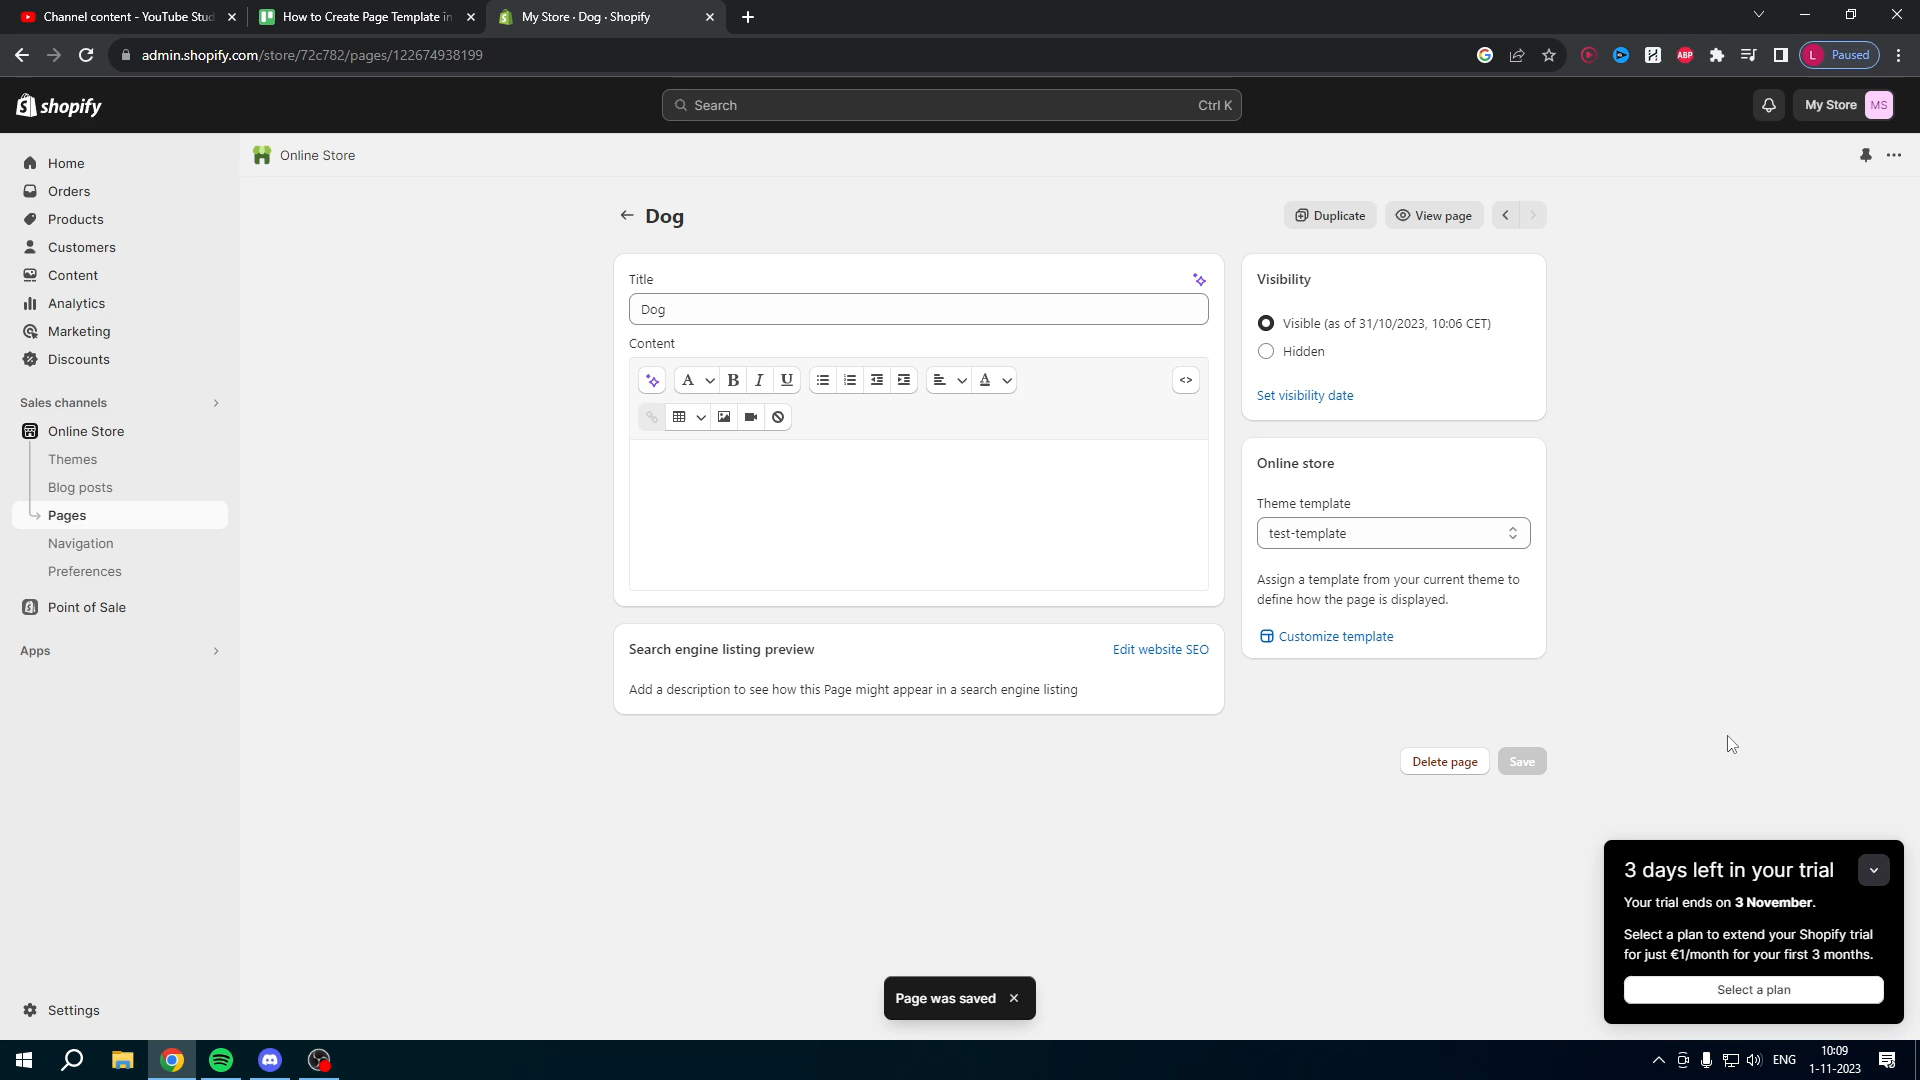 Channel content - YouTube Stud
How to Create Page Template in
My Store · Dog · Shopify
admin.shopify.com/store/72c782/pages/122674938199
ABP
L Paused
shopify
Search
Ctrl K
My Store MS
Home
Orders
Products
Customers
Content
Analytics
Marketing
Discounts
Sales channels
Online Store
Themes
Blog posts
Pages
Navigation
Preferences
Point of Sale
Apps
Settings
Online Store
Dog
Duplicate
View page
Title
Dog
Content
A B I U A <>
Search engine listing preview
Edit website SEO
Add a description to see how this Page might appear in a search engine listing
Visibility
Visible (as of 31/10/2023, 10:06 CET)
Hidden
Set visibility date
Online store
Theme template
test-template
Assign a template from your current theme to
define how the page is displayed.
Customize template
Delete page
Save
Page was saved
3 days left in your trial
Your trial ends on 3 November.
Select a plan to extend your Shopify trial
for just €1/month for your first 3 months.
Select a plan
ENG
10:09
1-11-2023